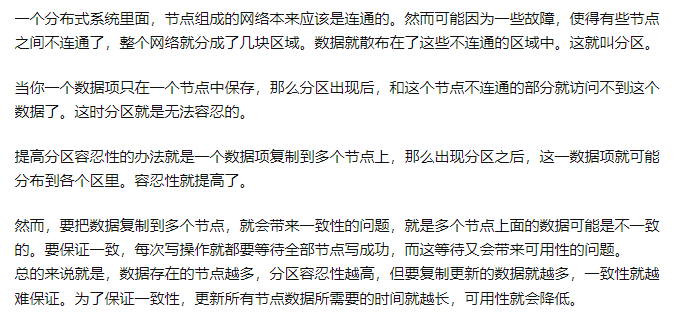 一个分布式系统里面，节点组成的网络本来应该是连通的。然而可能因为一些故障，使得有些节点
之间不连通了，整个网络就分成了几块区域。数据就散布在了这些不连通的区域中。这就叫分区。
当你一个数据项只在一个节点中保存，那么分区出现后，和这个节点不连通的部分就访问不到这个
数据了。这时分区就是无法容忍的。
提高分区容忍性的办法就是一个数据项复制到多个节点上，那么出现分区之后，这一数据项就可能
分布到各个区里。容忍性就提高了。
然而，要把数据复制到多个节点，就会带来一致性的问题，就是多个节点上面的数据可能是不一致
的。要保证一致，每次写操作就都要等待全部节点写成功，而这等待又会带来可用性的问题。
总的来说就是，数据存在的节点越多，分区容忍性越高，但要复制更新的数据就越多，一致性就越
难保证。为了保证一致性，更新所有节点数据所需要的时间就越长，可用性就会降低。